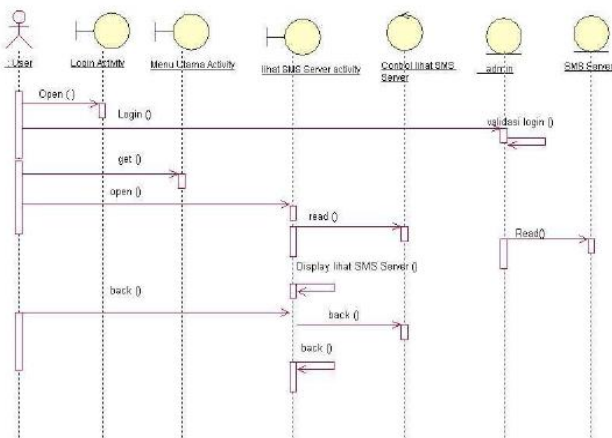 : User
Login Activity
Menu Utama Activity
lihat SMS Server activity
Control lihat SMS
Server
admin
SMS Server
Open ( )
Login ()
validasi login ()
get ()
open ()
read ()
Read()
Display lihat SMS Server ()
back ()
back ()
back ()